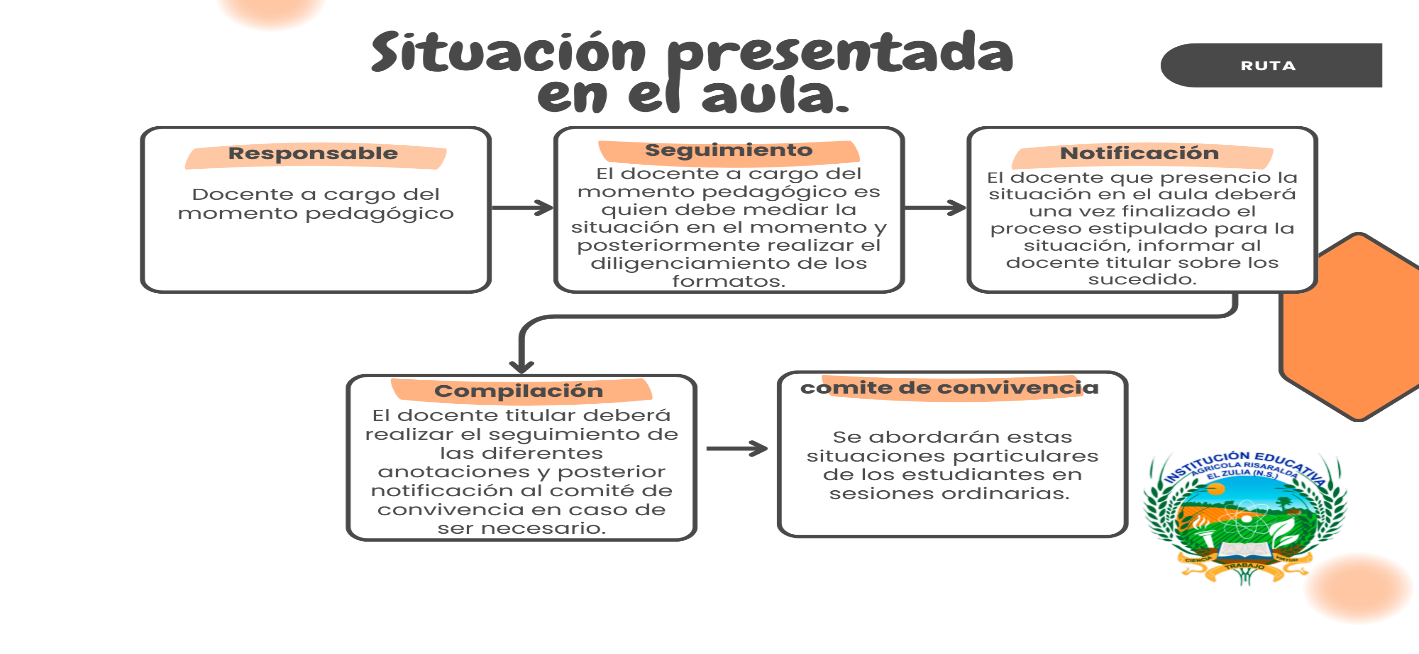 Situación presentada
en el aula.
RUTA
Responsable
Docente a cargo del
momento pedagógico
Seguimiento
El docente a cargo del
momento pedagógico es
quien debe mediar la
situación en el momento y
posteriormente realizar el
diligenciamiento de los
formatos.
Notificación
El docente que presencio la
situación en el aula deberá
una vez finalizado el
proceso estipulado para la
situación, informar al
docente titular sobre los
sucedido.
Compilación
El docente titular deberá
realizar el seguimiento de
las diferentes
anotaciones y posterior
notificación al comité de
convivencia en caso de
ser necesario.
comite de convivencia
Se abordarán estas
situaciones particulares
de los estudiantes en
sesiones ordinarias.
INSTITUCIÓN EDUCATIVA
AGRICOLA RISARALDA
EL ZULIA (N.S.)
CIENCIA
TRABAJO